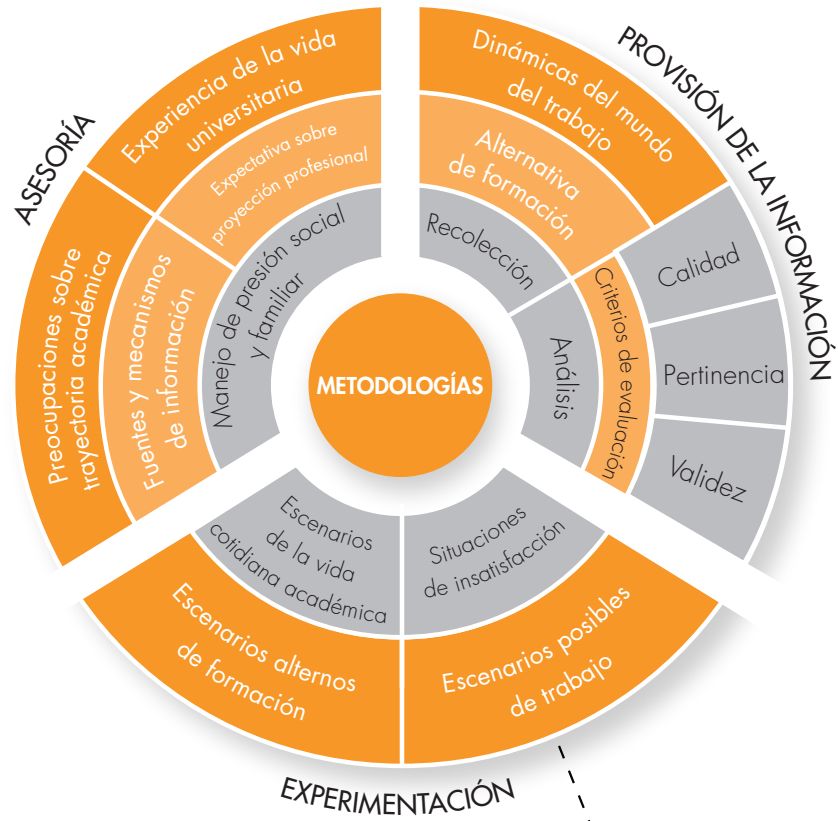 METODOLOGÍAS
ASESORÍA
Experiencia de la vida
universitaria
Expectativa sobre
proyección profesional
Preocupaciones sobre
trayectoria académica
Fuentes y mecanismos
de información
Manejo de presión social
y familiar
PROVISIÓN DE LA INFORMACIÓN
Dinámicas del mundo
del trabajo
Alternativa
de formación
Recolección
Análisis
Criterios de evaluación
Calidad
Pertinencia
Validez
EXPERIMENTACIÓN
Escenarios
de la vida
cotidiana académica
Situaciones
de insatisfacción
Escenarios alternos
de formación
Escenarios posibles
de trabajo